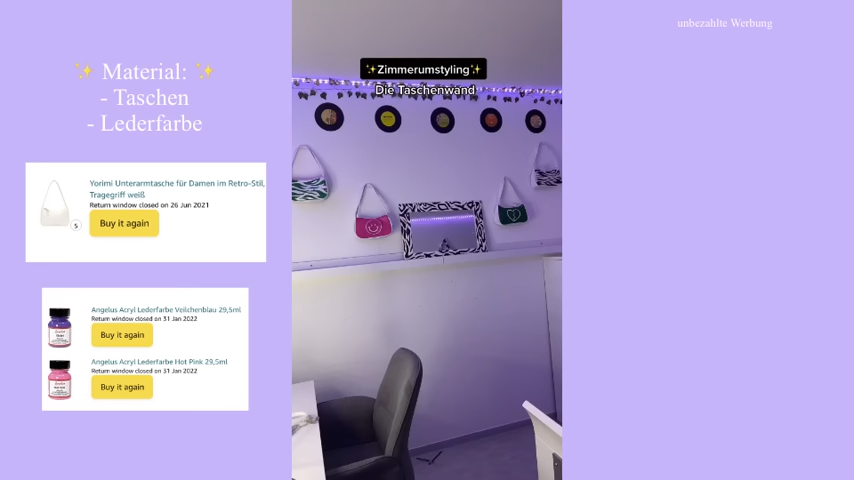 unbezahlte Werbung
✨ Material: ✨
- Taschen
- Lederfarbe
✨Zimmerumstyling✨
Die Taschenwand
Yorimi Unterarmtasche für Damen im Retro-Stil,
Tragegriff weiß
Return window closed on 26 Jun 2021
5
Buy it again
Angelus Acryl Lederfarbe Veilchenblau 29,5ml
Return window closed on 31 Jan 2022
Buy it again
Angelus Acryl Lederfarbe Hot Pink 29,5ml
Return window closed on 31 Jan 2022
Buy it again